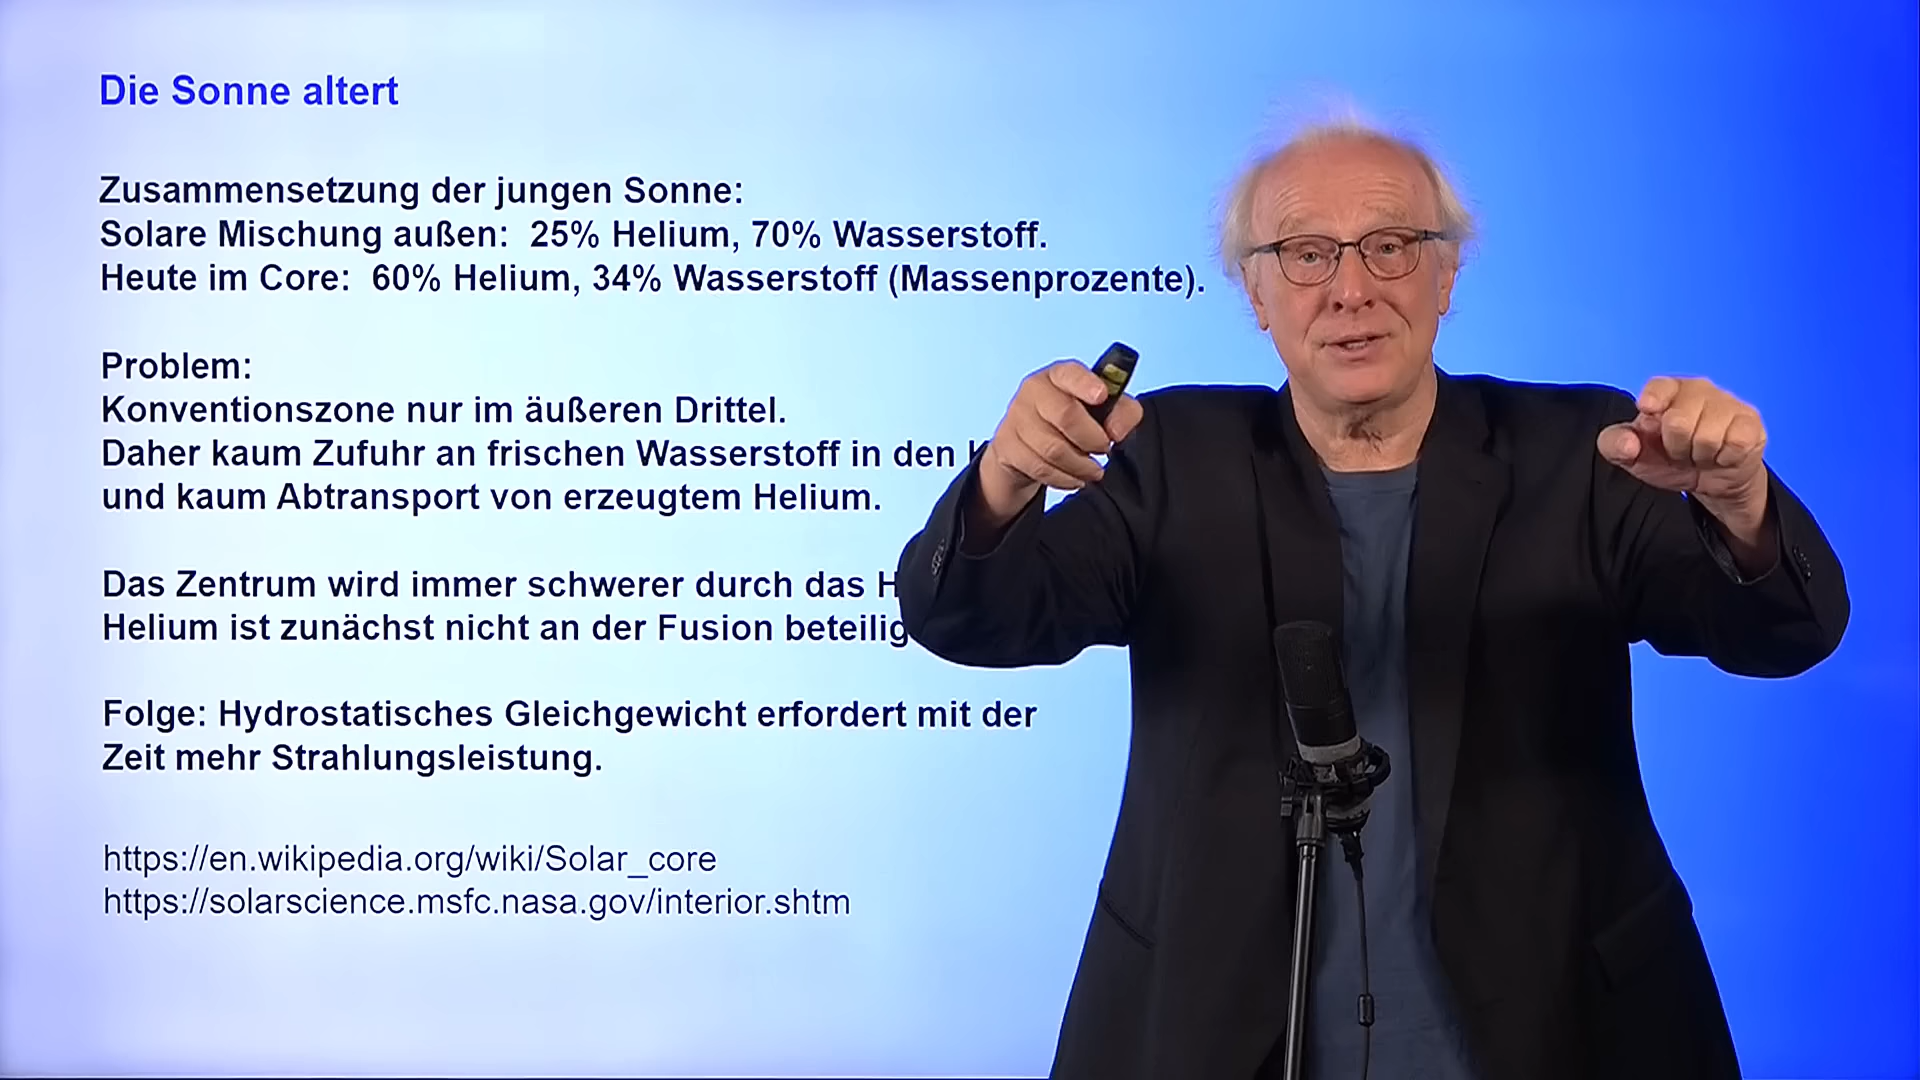 Die Sonne altert
Zusammensetzung der jungen Sonne:
Solare Mischung außen: 25% Helium, 70% Wasserstoff.
Heute im Core: 60% Helium, 34% Wasserstoff (Massenprozente).
Problem:
Konventionszone nur im äußeren Drittel.
Daher kaum Zufuhr an frischen Wasserstoff in den
und kaum Abtransport von erzeugtem Helium.
Das Zentrum wird immer schwerer durch das
Helium ist zunächst nicht an der Fusion
Folge: Hydrostatisches Gleichgewicht erfordert mit der
Zeit mehr Strahlungsleistung.
https://en.wikipedia.org/wiki/Solar_core
https://solarscience.msfc.nasa.gov/interior.shtm